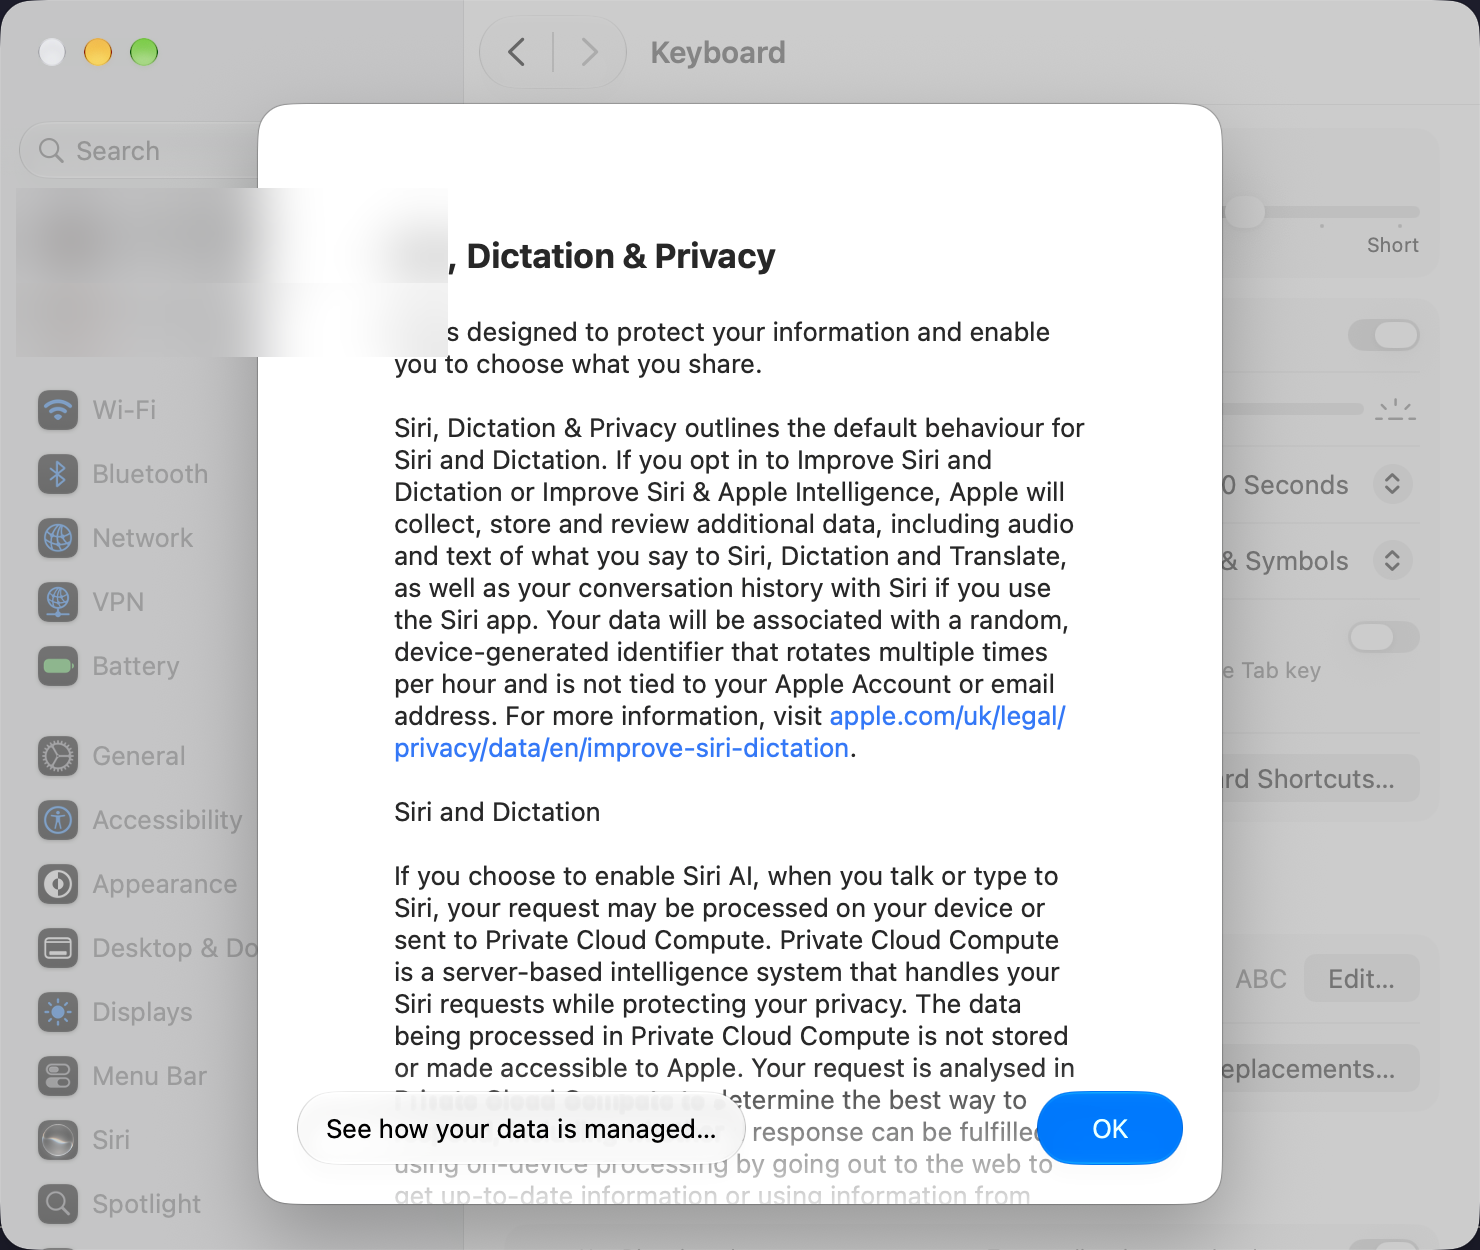 Keyboard
Search
Short
, Dictation & Privacy
s designed to protect your information and enable
you to choose what you share.
Siri, Dictation & Privacy outlines the default behaviour for
Siri and Dictation. If you opt in to Improve Siri and
Dictation or Improve Siri & Apple Intelligence, Apple will
collect, store and review additional data, including audio
and text of what you say to Siri, Dictation and Translate,
as well as your conversation history with Siri if you use
the Siri app. Your data will be associated with a random,
device-generated identifier that rotates multiple times
per hour and is not tied to your Apple Account or email
address. For more information, visit apple.com/uk/legal/
privacy/data/en/improve-siri-dictation.
Siri and Dictation
If you choose to enable Siri AI, when you talk or type to
Siri, your request may be processed on your device or
sent to Private Cloud Compute. Private Cloud Compute
is a server-based intelligence system that handles your
Siri requests while protecting your privacy. The data
being processed in Private Cloud Compute is not stored
or made accessible to Apple. Your request is analysed in
Private Cloud Compute to determine the best way to
response can be fulfilled
using on-device processing by going out to the web to
get up-to-date information or using information from
See how your data is managed...
OK
Wi-Fi
Bluetooth
Network
VPN
Battery
General
Accessibility
Appearance
Desktop & Do
Displays
Menu Bar
Siri
Spotlight
0 Seconds
& Symbols
e Tab key
rd Shortcuts...
ABC
Edit...
eplacements...